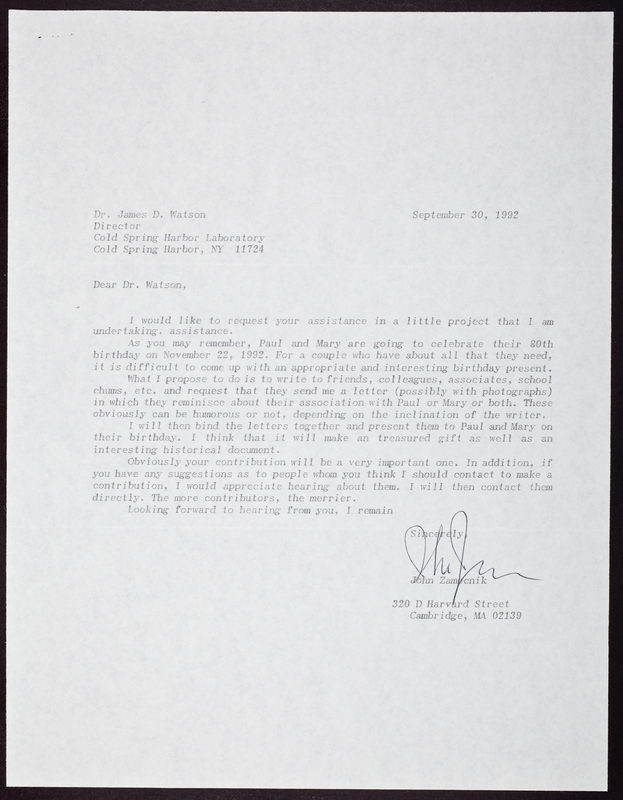 Dr. James D. Watson September 30, 1992
Director
Cold Spring Harbor Laboratory
Cold Spring Harbor, NY 11724
Dear Dr. Watson,
I would like to request your assistance in a little project that I am
undertaking. assistance.
As you may remember, Paul and Mary are going to celebrate their 80th
birthday on November 22, 1992. For a couple who have about all that they need,
it is difficult to come up with an appropriate and interesting birthday present.
What I propose to do is to write to friends, colleagues, associates, school
chums, etc. and request that they send me a letter (possibly with photographs)
in which they reminisce about their association with Paul or Mary or both. These
obviously can be humorous or not, depending on the inclination of the writer.
I will then bind the letters together and present them to Paul and Mary on
their birthday. I think that it will make an treasured gift as well as an
interesting historical document.
Obviously your contribution will be a very important one. In addition, if
you have any suggestions as to people whom you think I should contact to make a
contribution, I would appreciate hearing about them. I will then contact them
directly. The more contributors, the merrier.
Looking forward to hearing from you, I remain
Sincerely,
John Zamecnik
320 D Harvard Street
Cambridge, MA 02139